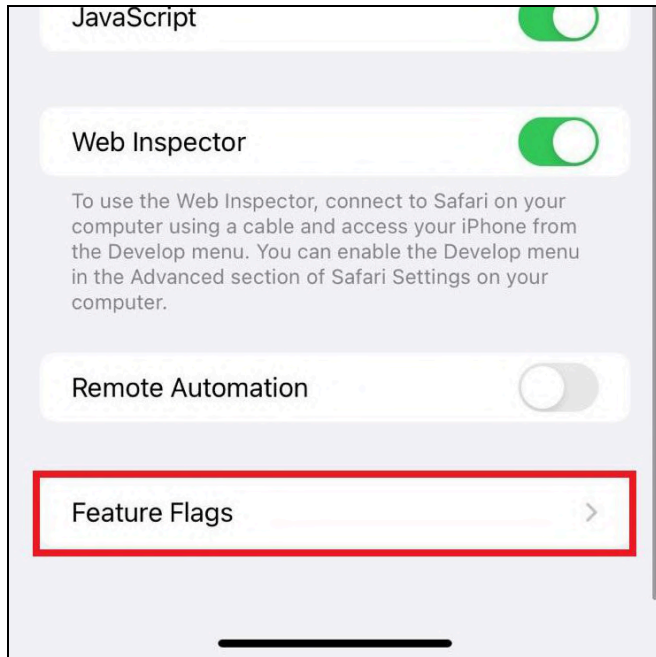 JavaScript
Web Inspector
To use the Web Inspector, connect to Safari on your
computer using a cable and access your iPhone from
the Develop menu. You can enable the Develop menu
in the Advanced section of Safari Settings on your
computer.
Remote Automation
Feature Flags